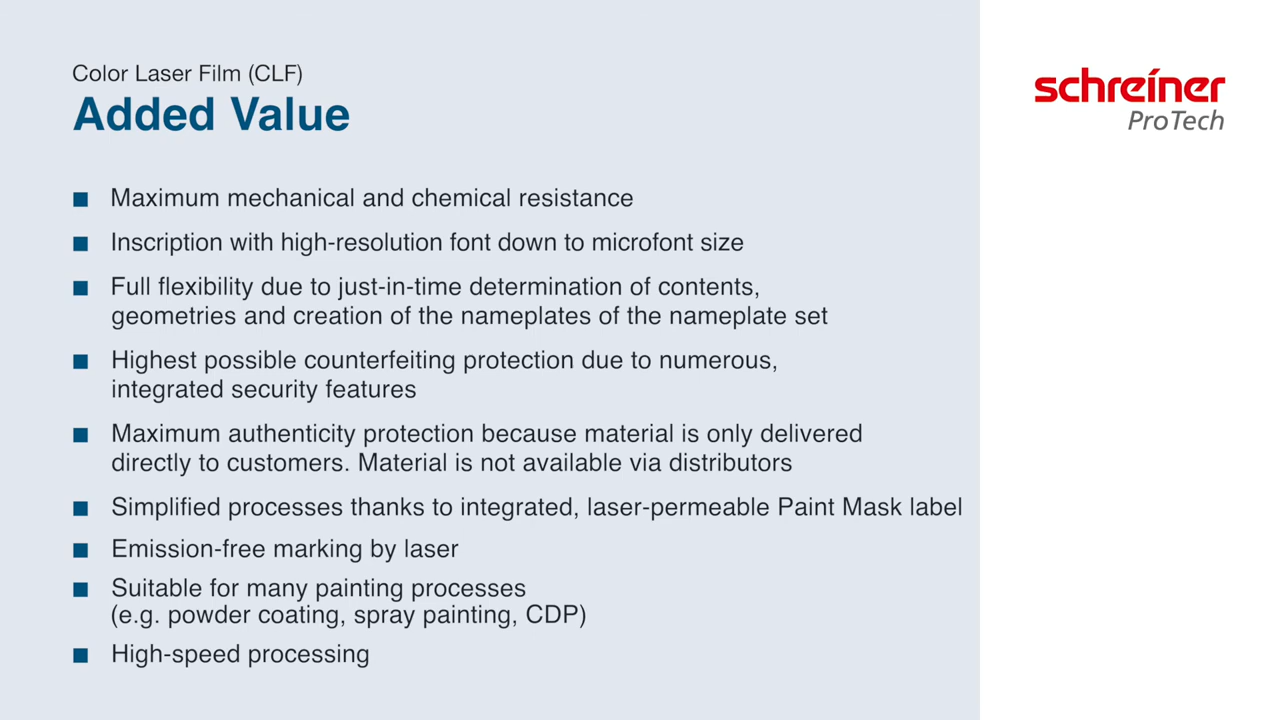 Color Laser Film (CLF)
Added Value
schreiner
ProTech
Maximum mechanical and chemical resistance
Inscription with high-resolution font down to microfont size
Full flexibility due to just-in-time determination of contents,
geometries and creation of the nameplates of the nameplate set
Highest possible counterfeiting protection due to numerous,
integrated security features
Maximum authenticity protection because material is only delivered
directly to customers. Material is not available via distributors
Simplified processes thanks to integrated, laser-permeable Paint Mask label
Emission-free marking by laser
Suitable for many painting processes
(e.g. powder coating, spray painting, CDP)
High-speed processing